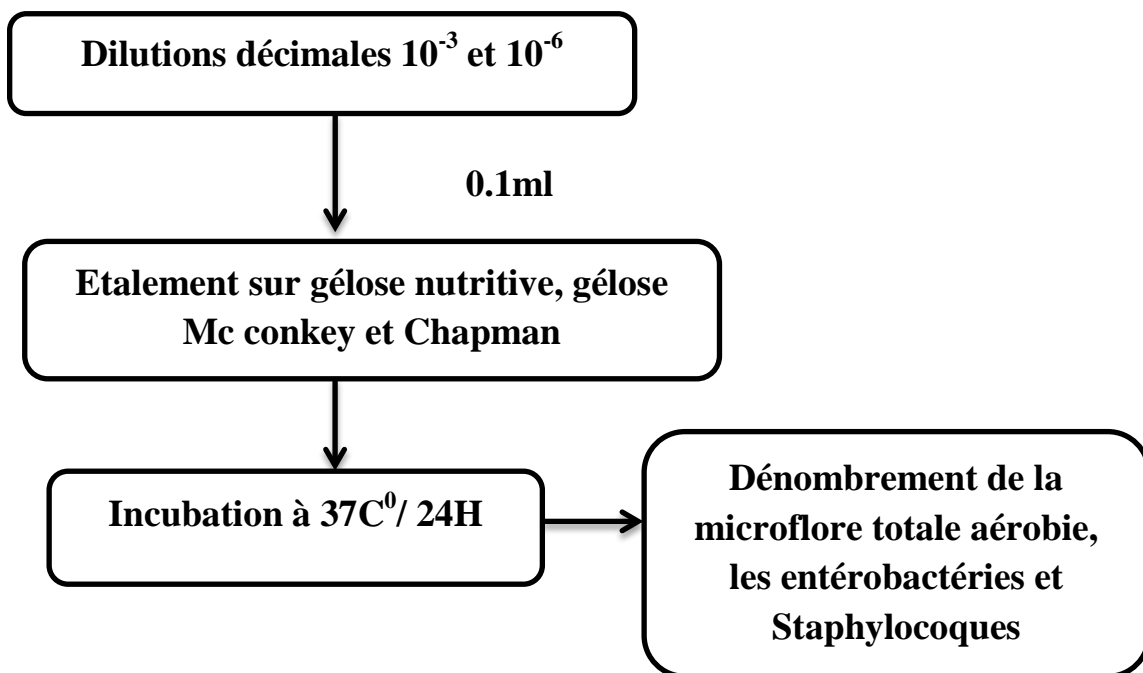 Dilutions décimales 10⁻³ et 10⁻⁶
0.1ml
Etalement sur gélose nutritive, gélose
Mc conkey et Chapman
Incubation à 37C⁰/ 24H
Dénombrement de la
microflore totale aérobie,
les entérobactéries et
Staphylocoques